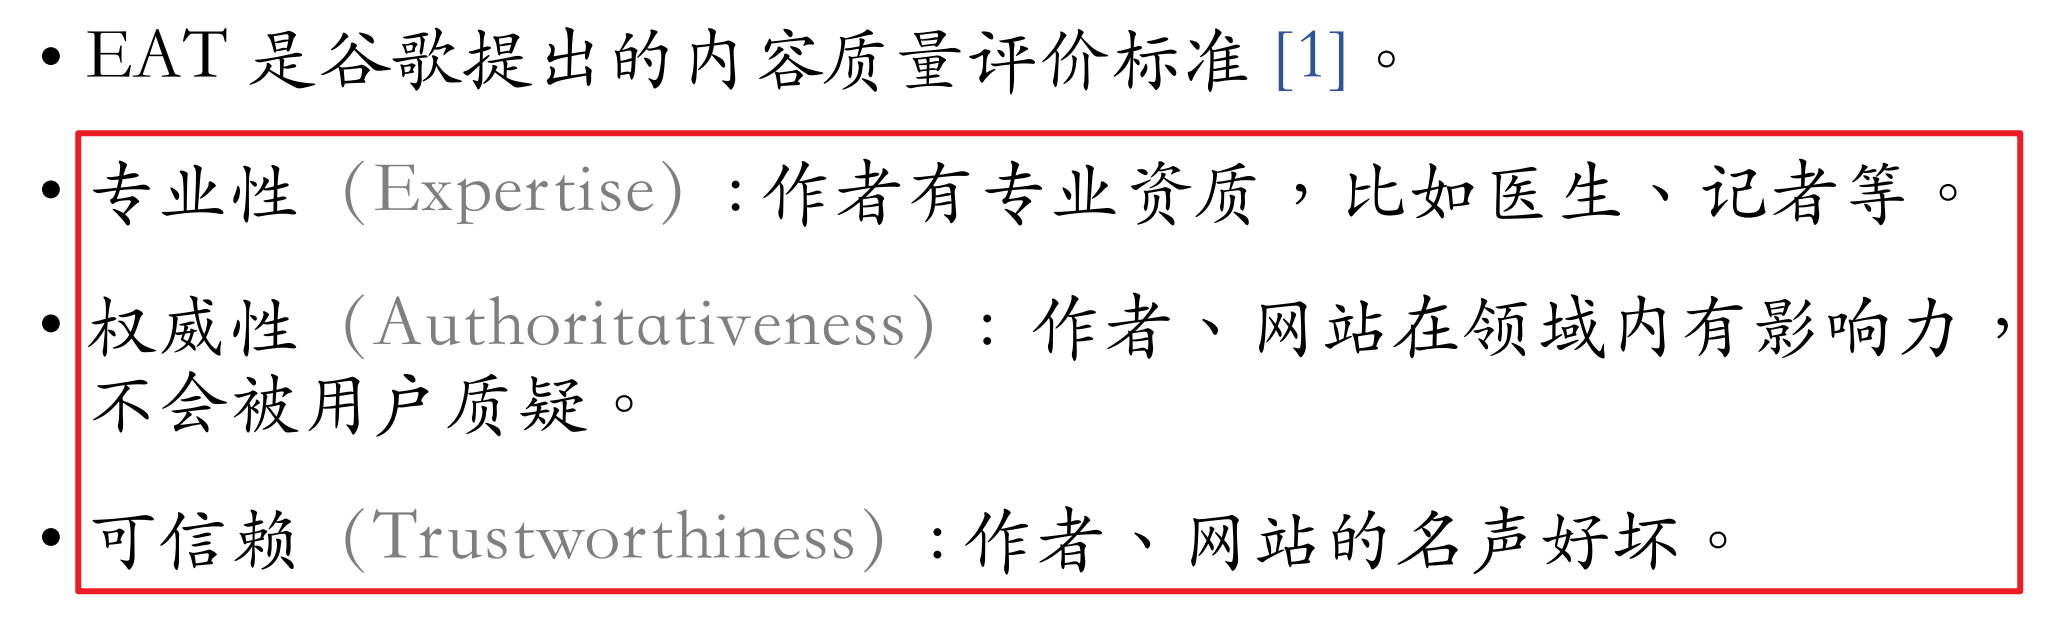 • EAT 是谷歌提出的内容质量评价标准 [1]。
• 专业性（Expertise）:作者有专业资质，比如医生、记者等。
• 权威性（Authoritativeness）: 作者、网站在领域内有影响力，
不会被用户质疑。
• 可信赖（Trustworthiness）:作者、网站的名声好坏。